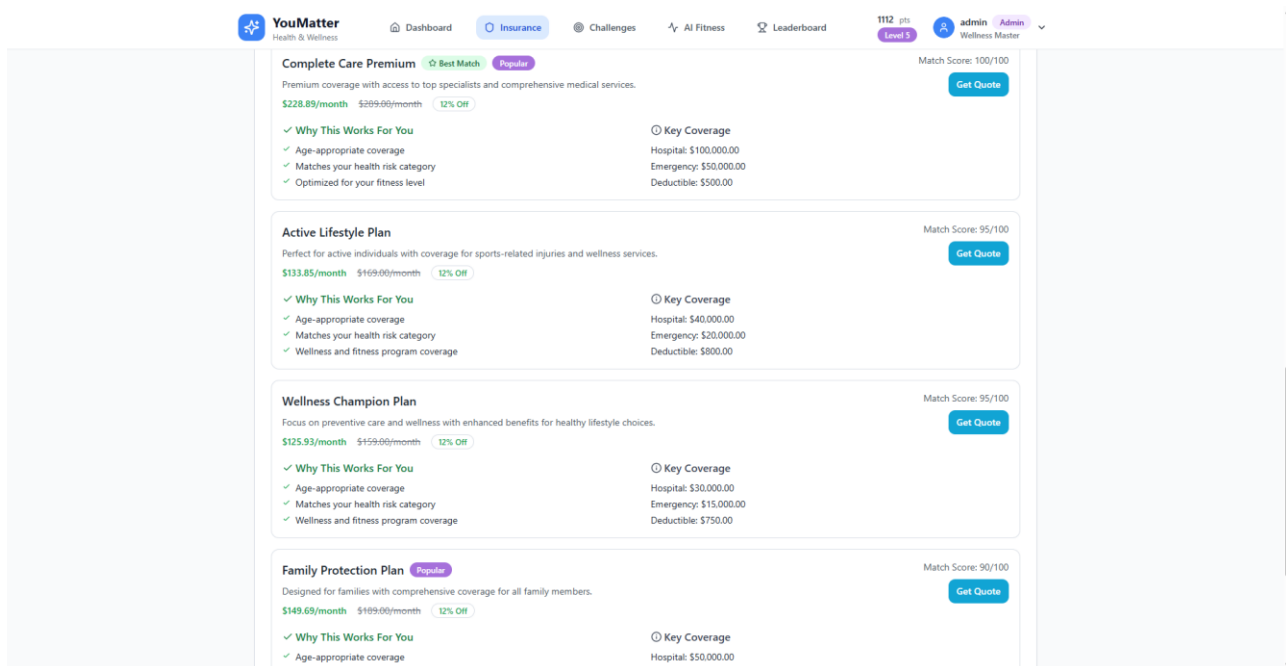 YouMatter
Health & Wellness
Dashboard
Insurance
Challenges
AI Fitness
Leaderboard
1112 pts
Level 5
admin Admin
Wellness Master
Complete Care Premium Best Match Popular
Match Score: 100/100
Premium coverage with access to top specialists and comprehensive medical services.
Get Quote
$228.89/month $289.00/month 12% Off
Why This Works For You
Age-appropriate coverage
Matches your health risk category
Optimized for your fitness level
Key Coverage
Hospital: $100,000.00
Emergency: $50,000.00
Deductible: $500.00
Active Lifestyle Plan
Match Score: 95/100
Perfect for active individuals with coverage for sports-related injuries and wellness services.
Get Quote
$133.85/month $169.00/month 12% Off
Why This Works For You
Age-appropriate coverage
Matches your health risk category
Wellness and fitness program coverage
Key Coverage
Hospital: $40,000.00
Emergency: $20,000.00
Deductible: $800.00
Wellness Champion Plan
Match Score: 95/100
Focus on preventive care and wellness with enhanced benefits for healthy lifestyle choices.
Get Quote
$125.93/month $159.00/month 12% Off
Why This Works For You
Age-appropriate coverage
Matches your health risk category
Wellness and fitness program coverage
Key Coverage
Hospital: $30,000.00
Emergency: $15,000.00
Deductible: $750.00
Family Protection Plan Popular
Match Score: 90/100
Designed for families with comprehensive coverage for all family members.
Get Quote
$149.69/month $189.00/month 12% Off
Why This Works For You
Age-appropriate coverage
Key Coverage
Hospital: $50,000.00